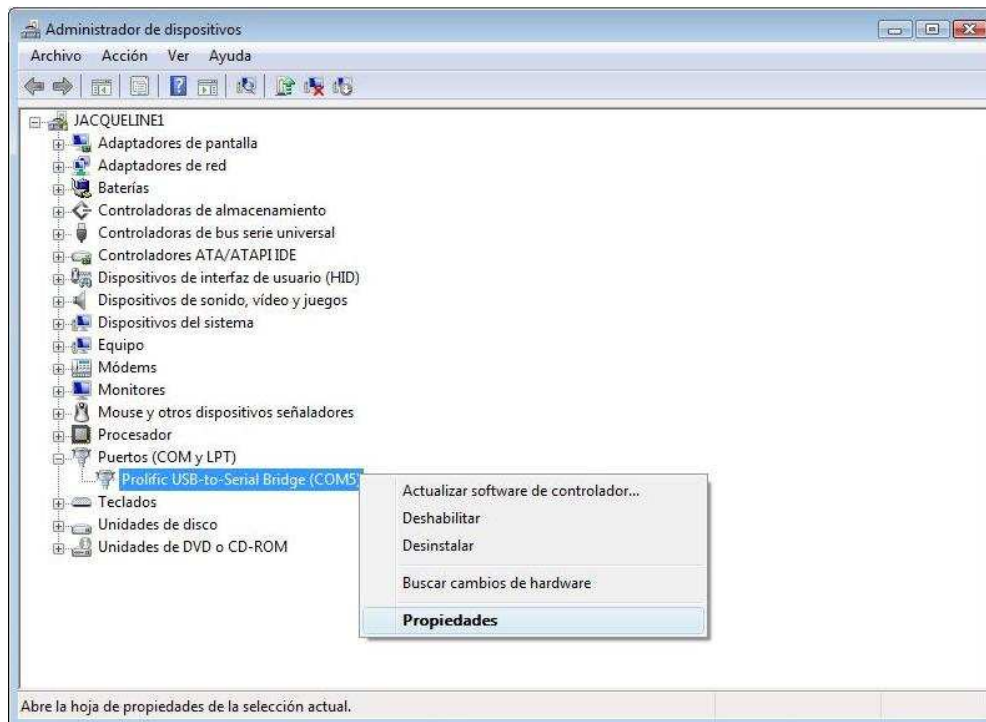 Administrador de dispositivos
Archivo Acción Ver Ayuda
JACQUELINE1
Adaptadores de pantalla
Adaptadores de red
Baterías
Controladoras de almacenamiento
Controladoras de bus serie universal
Controladores ATA/ATAPI IDE
Dispositivos de interfaz de usuario (HID)
Dispositivos de sonido, vídeo y juegos
Dispositivos del sistema
Equipo
Módems
Monitores
Mouse y otros dispositivos señaladores
Procesador
Puertos (COM y LPT)
Prolific USB-to-Serial Bridge (COM5)
Teclados
Unidades de disco
Unidades de DVD o CD-ROM
Actualizar software de controlador...
Deshabilitar
Desinstalar
Buscar cambios de hardware
Propiedades
Abre la hoja de propiedades de la selección actual.